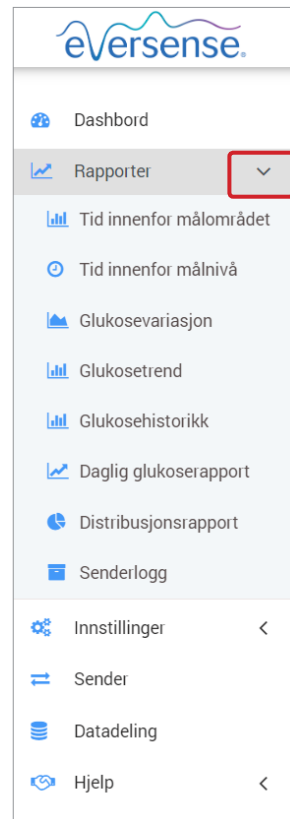 eversense.
Dashbord
Rapporter
Tid innenfor målområdet
Tid innenfor målnivå
Glukosevariasjon
Glukosetrend
Glukosehistorikk
Daglig glukoserapport
Distribusjonsrapport
Senderlogg
Innstillinger
Sender
Datadeling
Hjelp